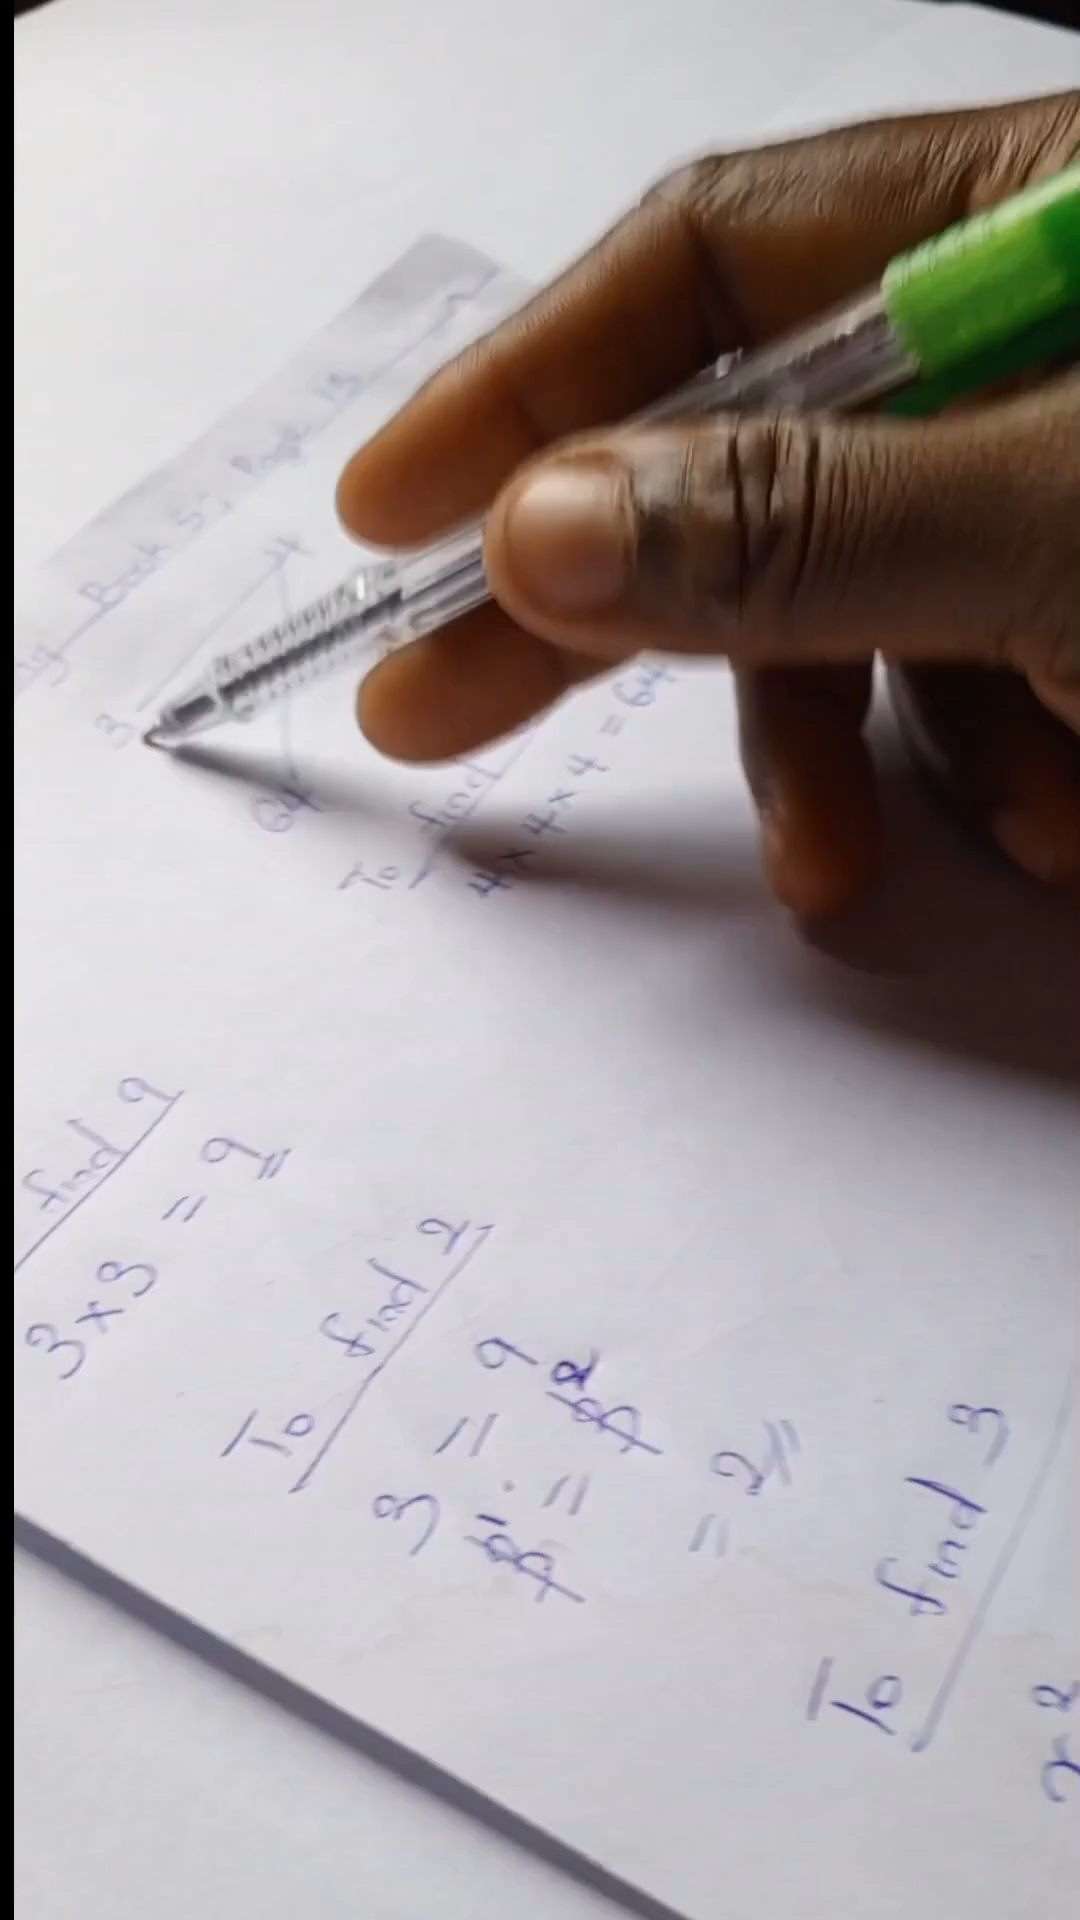 Book 5; Page 13
4
3
64
To find
4 x 4 x 4 = 64
find 9
3 x 3 = 9
To find 2
3 = 9
= 2
To find 3